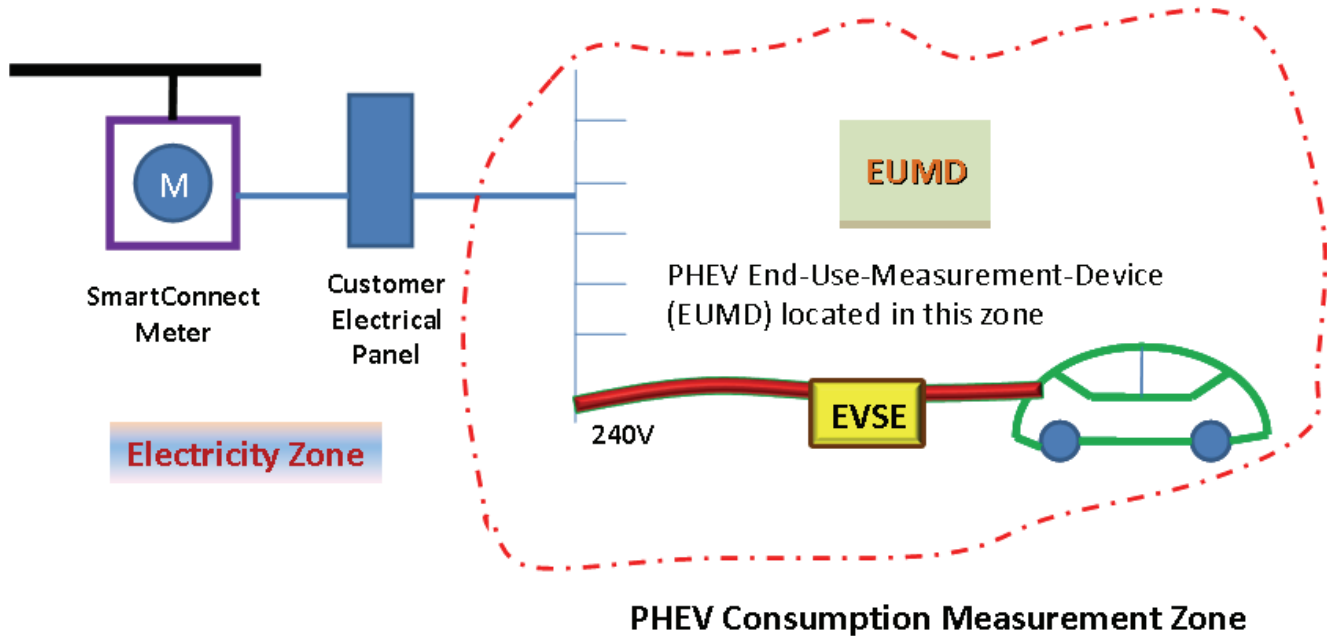 M
SmartConnect
Meter
Customer
Electrical
Panel
Electricity Zone
EUMD
PHEV End-Use-Measurement-Device
(EUMD) located in this zone
240V
EVSE
PHEV Consumption Measurement Zone